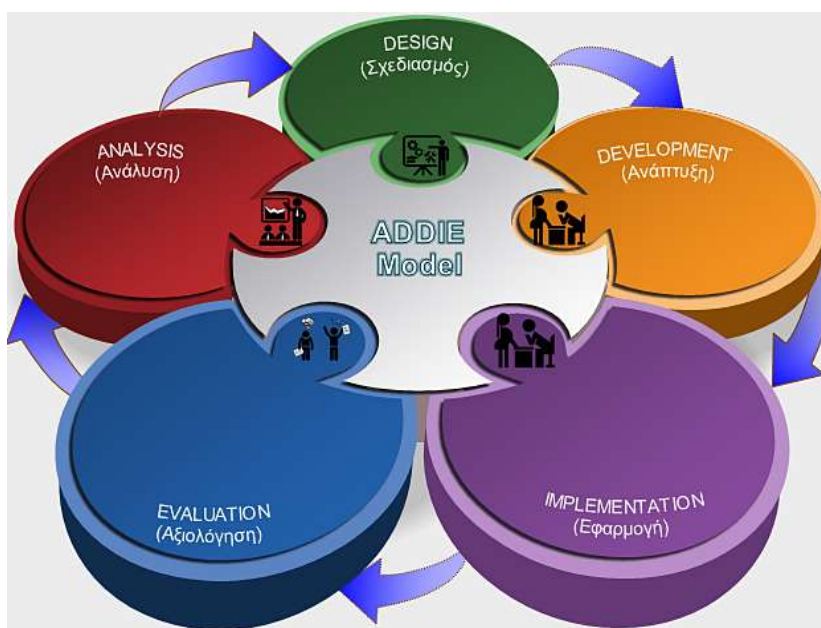 DESIGN
(Σχεδιασμός)
ANALYSIS
(Ανάλυση)
DEVELOPMENT
(Ανάπτυξη)
ADDIE
Model
EVALUATION
(Αξιολόγηση)
IMPLEMENTATION
(Εφαρμογή)